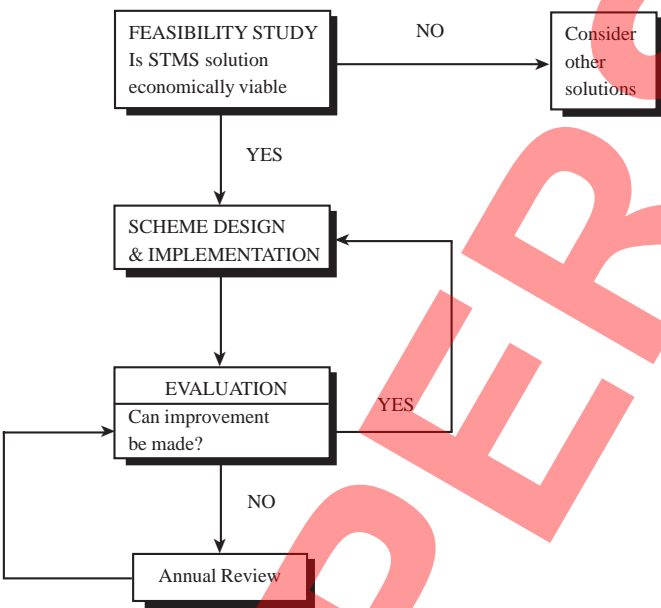 FEASIBILITY STUDY
Is STMS solution
economically viable
NO
Consider
other
solutions
YES
SCHEME DESIGN
& IMPLEMENTATION
EVALUATION
Can improvement
be made?
YES
NO
Annual Review